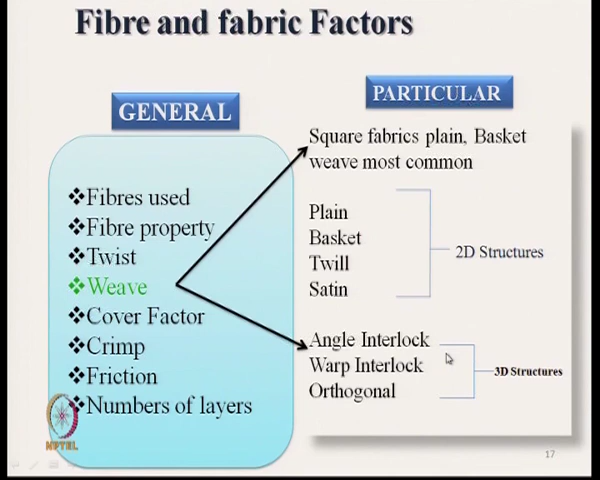 Fibre and fabric Factors
GENERAL
PARTICULAR
Fibres used
Fibre property
Twist
Weave
Cover Factor
Crimp
Friction
Numbers of layers
Square fabrics plain, Basket
weave most common
Plain
Basket
Twill
Satin
2D Structures
Angle Interlock
Warp Interlock
Orthogonal
3D Structures
NPTEL
17